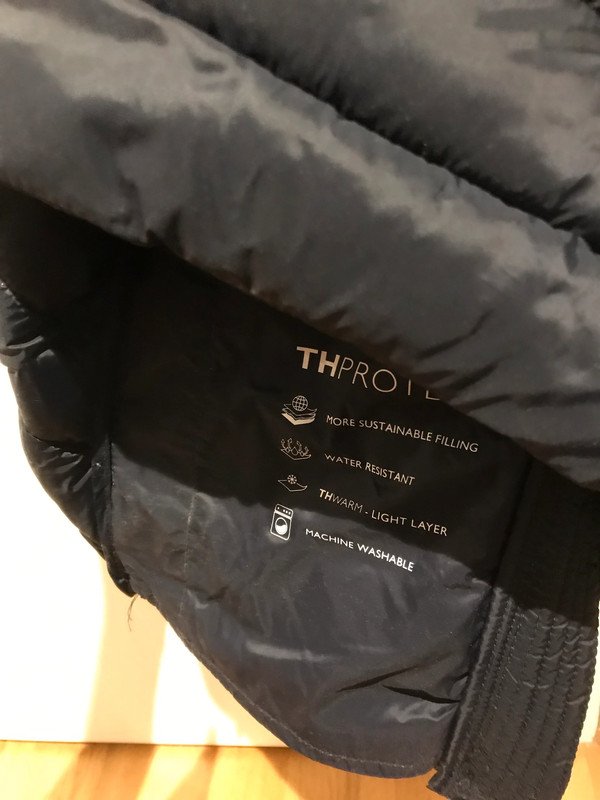 THPROTE
MORE SUSTAINABLE FILLING
WATER RESISTANT
THWARM - LIGHT LAYER
MACHINE WASHABLE